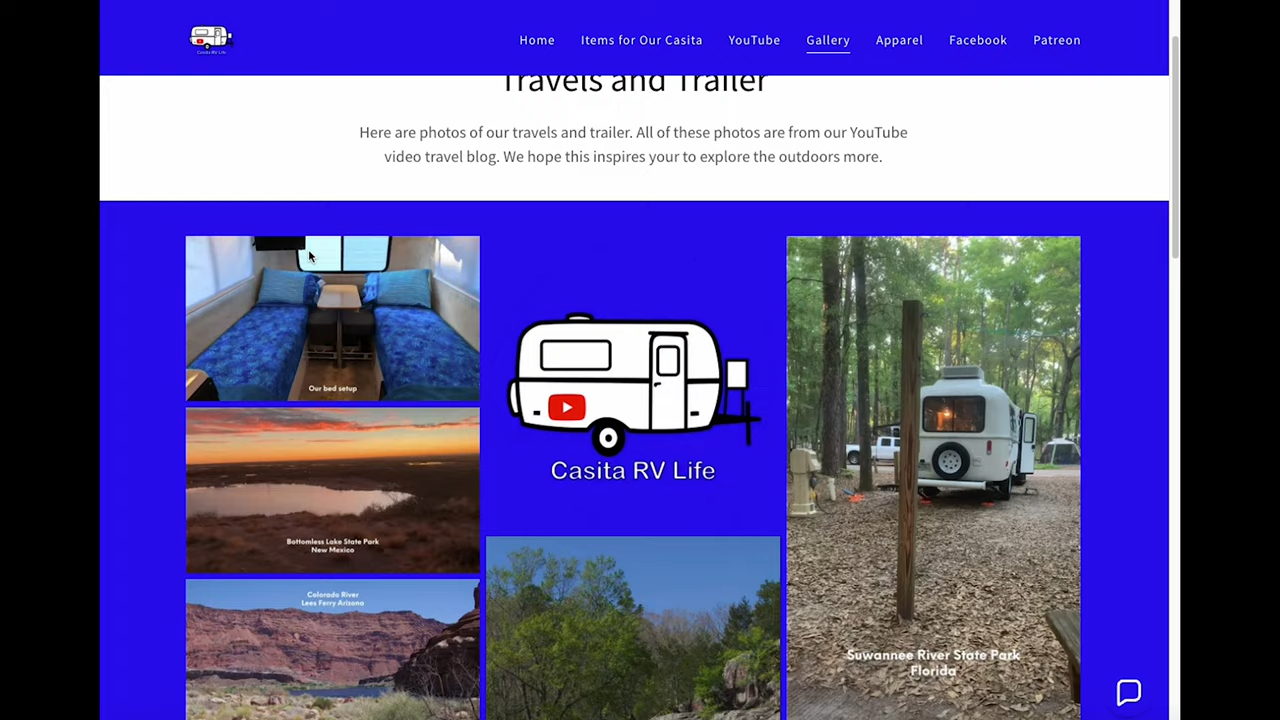 Casita RV Life
Home
Items for Our Casita
YouTube
Gallery
Apparel
Facebook
Patreon
Travels and Trailer
Here are photos of our travels and trailer. All of these photos are from our YouTube
video travel blog. We hope this inspires your to explore the outdoors more.
Our bed setup
Bottomless Lake State Park
New Mexico
Colorado River
Lees Ferry Arizona
Casita RV Life
Suwannee River State Park
Florida